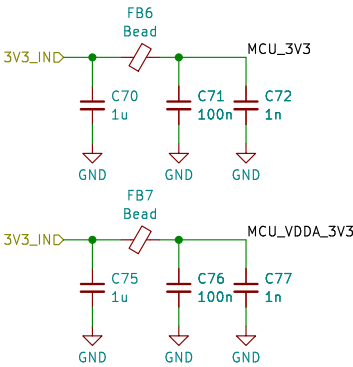 FB6
Bead
3V3_IN
MCU_3V3
C70
1u
C71
100n
C72
1n
GND
GND
GND
FB7
Bead
3V3_IN
MCU_VDDA_3V3
C75
1u
C76
100n
C77
1n
GND
GND
GND